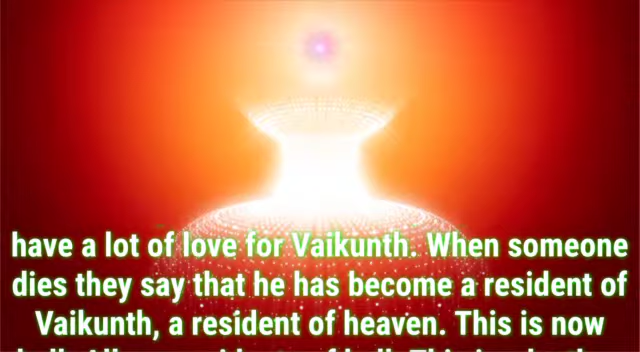 have a lot of love for Vaikunth. When someone
dies they say that he has become a resident of
Vaikunth, a resident of heaven. This is now